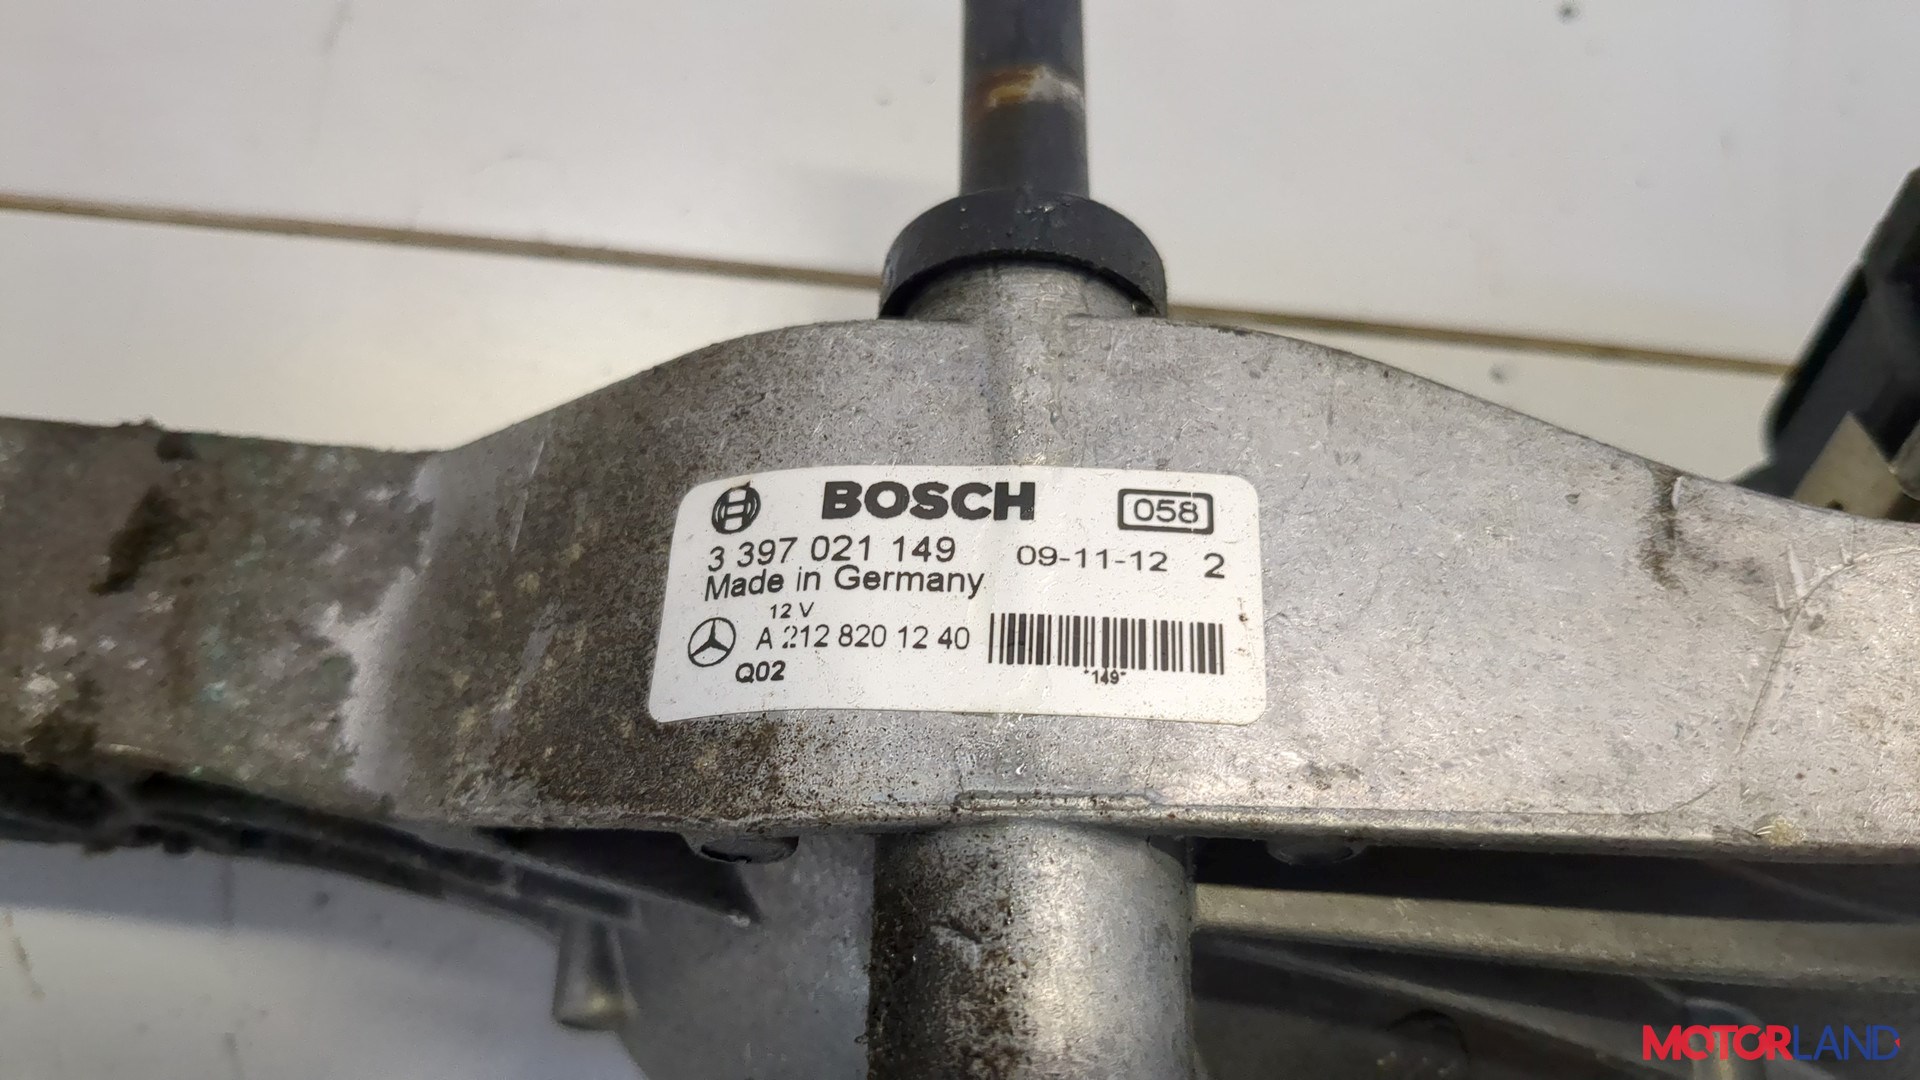 BOSCH 058
3 397 021 149 09-11-12 2
Made in Germany
12 V
A 212 820 12 40
Q02 *149*
MOTORLAND